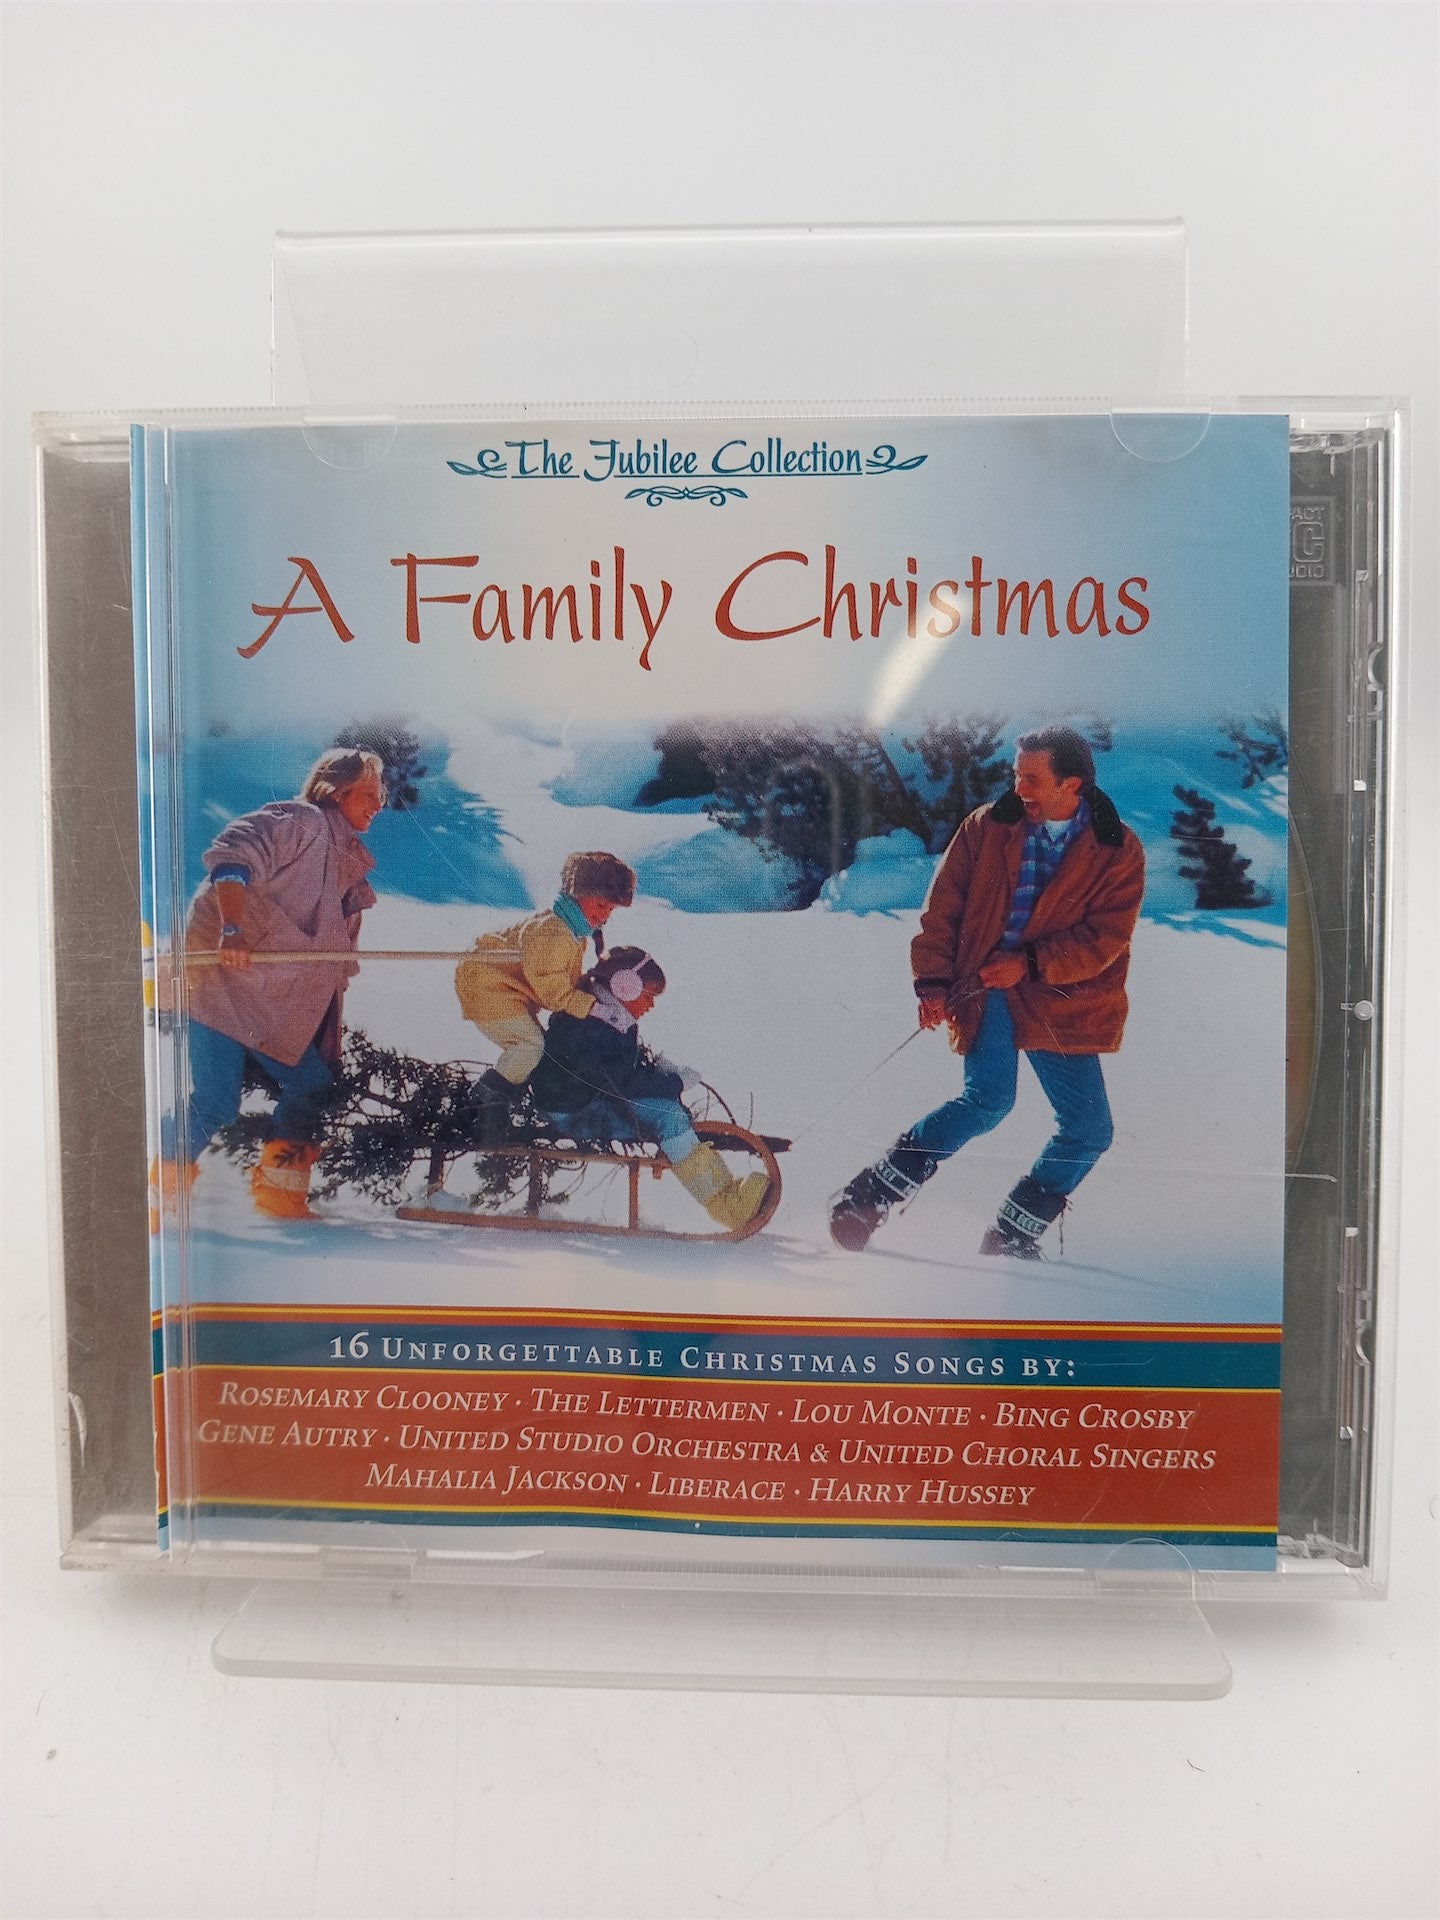 The Jubilee Collection
A Family Christmas
16 UNFORGETTABLE CHRISTMAS SONGS BY:
ROSEMARY CLOONEY · THE LETTERMEN · LOU MONTE · BING CROSBY
GENE AUTRY · UNITED STUDIO ORCHESTRA & UNITED CHORAL SINGERS
MAHALIA JACKSON · LIBERACE · HARRY HUSSEY